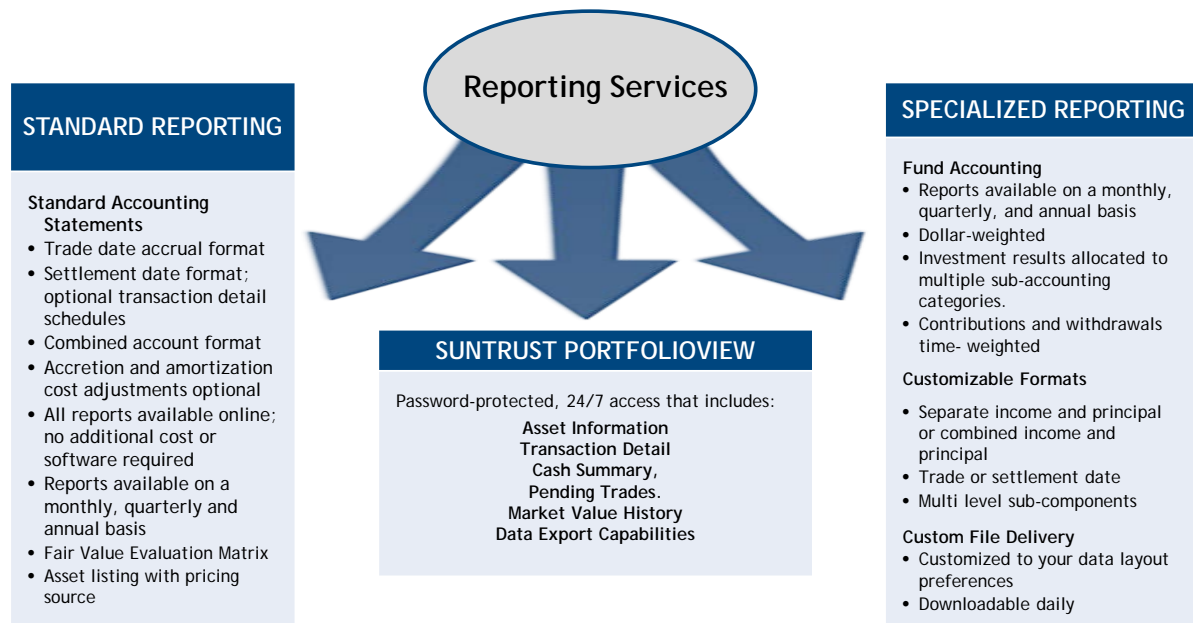 Reporting Services
STANDARD REPORTING
Standard Accounting
Statements
• Trade date accrual format
• Settlement date format;
optional transaction detail
schedules
• Combined account format
• Accretion and amortization
cost adjustments optional
• All reports available online;
no additional cost or
software required
• Reports available on a
monthly, quarterly and
annual basis
• Fair Value Evaluation Matrix
• Asset listing with pricing
source
SUNTRUST PORTFOLIOVIEW
Password-protected, 24/7 access that includes:
Asset Information
Transaction Detail
Cash Summary,
Pending Trades.
Market Value History
Data Export Capabilities
SPECIALIZED REPORTING
Fund Accounting
• Reports available on a monthly,
quarterly, and annual basis
• Dollar-weighted
• Investment results allocated to
multiple sub-accounting
categories.
• Contributions and withdrawals
time- weighted
Customizable Formats
• Separate income and principal
or combined income and
principal
• Trade or settlement date
• Multi level sub-components
Custom File Delivery
• Customized to your data layout
preferences
• Downloadable daily